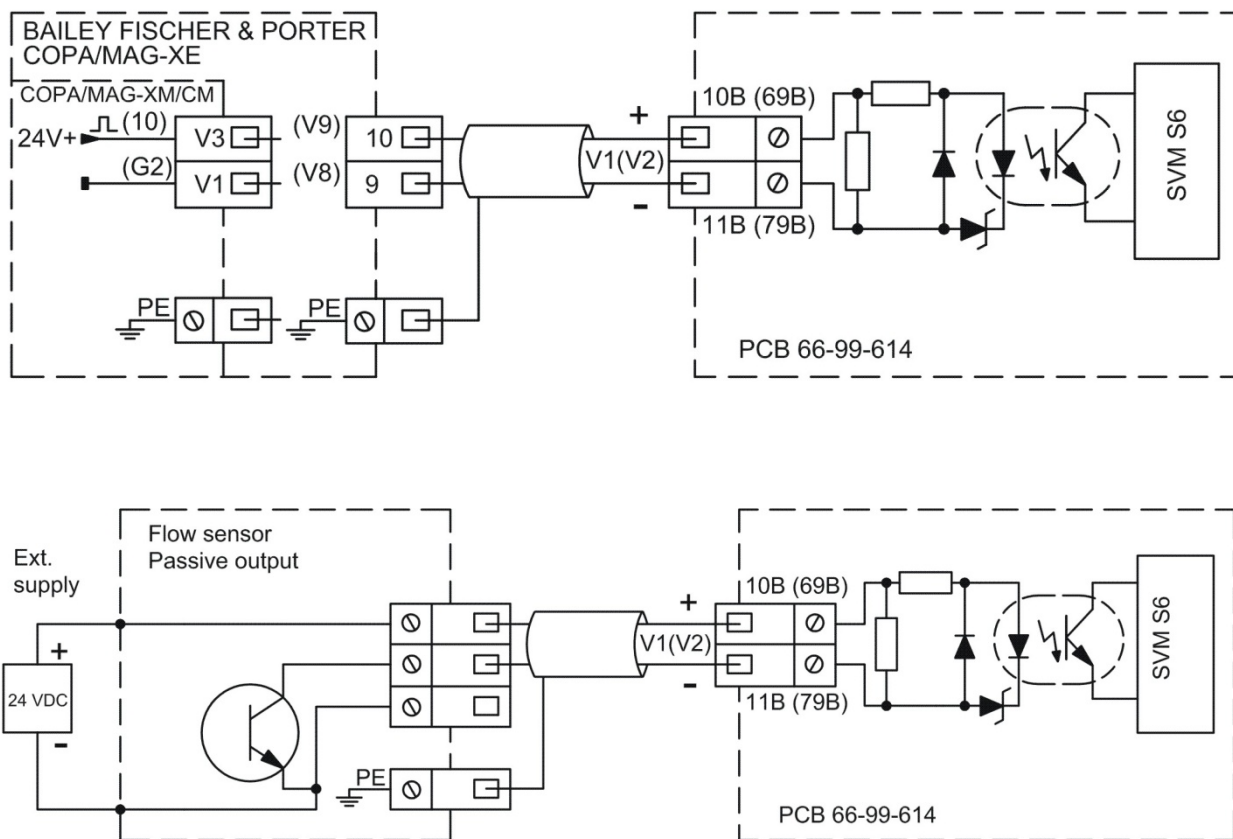 BAILEY FISCHER & PORTER
COPA/MAG-XE
COPA/MAG-XM/CM
24V+
(10)
V3
(V9)
10
(G2)
V1
(V8)
9
PE
PE
+
V1(V2)
-
10B (69B)
11B (79B)
SVM S6
PCB 66-99-614
Ext.
supply
Flow sensor
Passive output
+
24 VDC
-
PE
+
V1(V2)
-
10B (69B)
11B (79B)
SVM S6
PCB 66-99-614